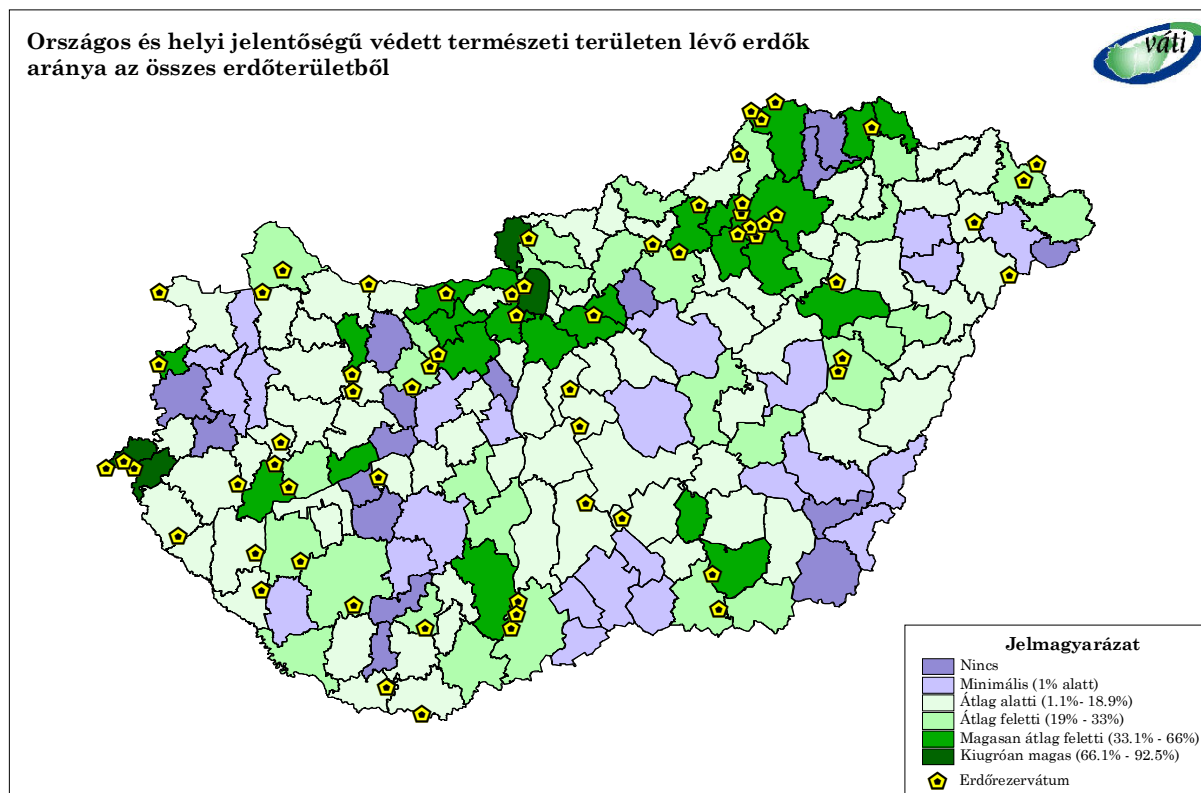 Országos és helyi jelentőségű védett természeti területen lévő erdők
aránya az összes erdőterületből
váti
Jelmagyarázat
Nincs
Minimális (1% alatt)
Átlag alatti (1.1%- 18.9%)
Átlag feletti (19% - 33%)
Magasan átlag feletti (33.1% - 66%)
Kiugróan magas (66.1% - 92.5%)
Erdőrezervátum